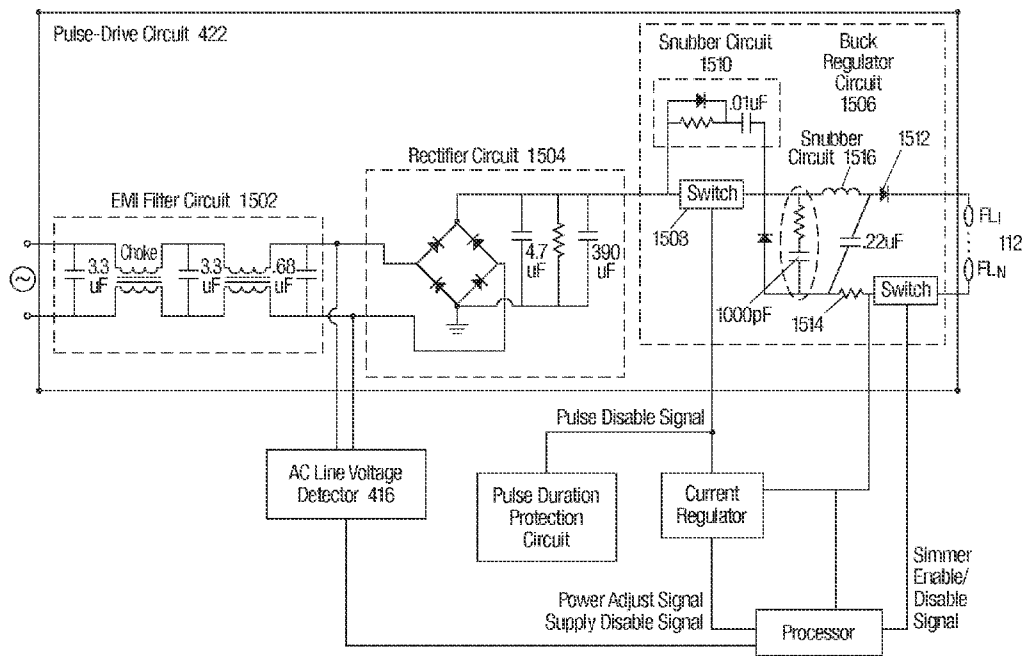 Pulse-Drive Circuit 422
Snubber Circuit
1510
Buck
Regulator
Circuit
1506
.01uF
Snubber
Circuit 1516
1512
Rectifier Circuit 1504
EMI Filter Circuit 1502
Switch
1508
Choke
3.3
uF
3.3
uF
.68
uF
4.7
uF
390
uF
.22uF
FLI
112
FLN
Switch
1000pF
1514
Pulse Disable Signal
AC Line Voltage
Detector 416
Pulse Duration
Protection
Circuit
Current
Regulator
Simmer
Enable/
Disable
Signal
Power Adjust Signal
Supply Disable Signal
Processor